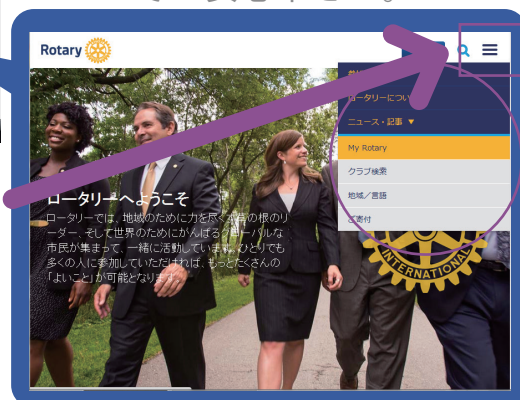 Rotary
ロータリーについ
ニュース・記事 ▼
My Rotary
クラブ検索
地域／言語
ご寄付
ロータリーへようこそ
ロータリーでは、地域のために力を尽くす草の根のリ
ーダー、そして世界のためにがんばるグローバルな
市民が集まって、一緒に活動しています。ひとりでも
多くの人に参加していただければ、もっとたくさんの
「よいこと」が可能となります。
INTERNATIONAL